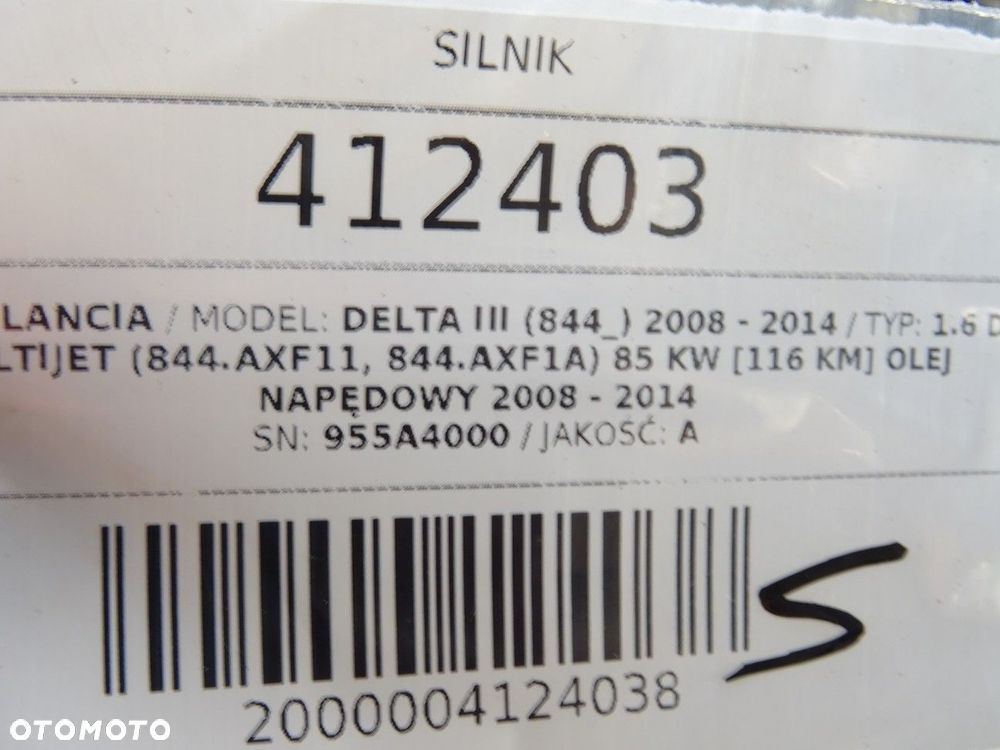 SILNIK
412403
LANCIA / MODEL: DELTA III (844_) 2008 - 2014 / TYP: 1.6 D
LTIJET (844.AXF11, 844.AXF1A) 85 KW [116 KM] OLEJ
NAPĘDOWY 2008 - 2014
SN: 955A4000 / JAKOŚĆ: A
S
2000004124038
OTOMOTO